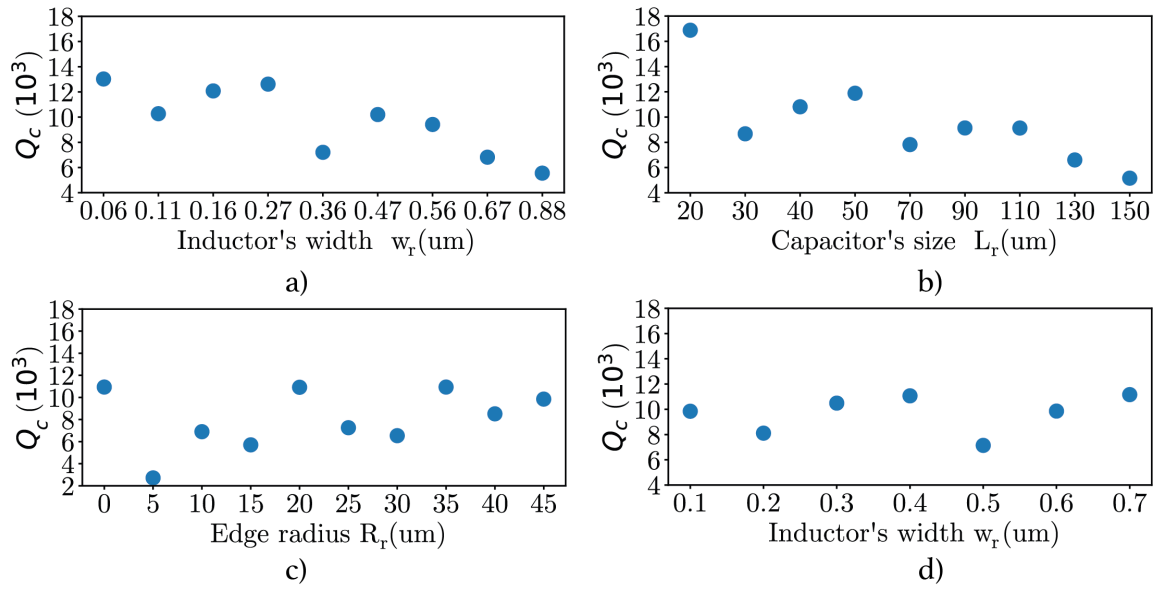 18
16
14
12
10
8
6
4
Q_c (10^3)
0.06 0.11 0.16 0.27 0.36 0.47 0.56 0.67 0.88
Inductor's width w_r(um)
a)
18
16
14
12
10
8
6
4
Q_c (10^3)
20 30 40 50 70 90 110 130 150
Capacitor's size L_r(um)
b)
18
16
14
12
10
8
6
4
2
Q_c (10^3)
0 5 10 15 20 25 30 35 40 45
Edge radius R_r(um)
c)
18
16
14
12
10
8
6
4
Q_c (10^3)
0.1 0.2 0.3 0.4 0.5 0.6 0.7
Inductor's width w_r(um)
d)